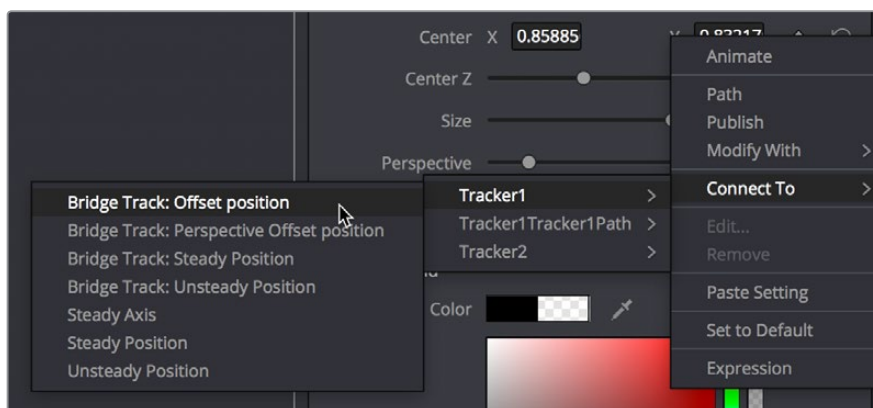 Center X 0.85885 Y 0.83217
Center Z
Size
Perspective
Color
Animate
Path
Publish
Modify With >
Connect To >
Edit...
Remove
Paste Setting
Set to Default
Expression
Tracker1 >
Tracker1Tracker1Path >
Tracker2 >
Bridge Track: Offset position
Bridge Track: Perspective Offset position
Bridge Track: Steady Position
Bridge Track: Unsteady Position
Steady Axis
Steady Position
Unsteady Position